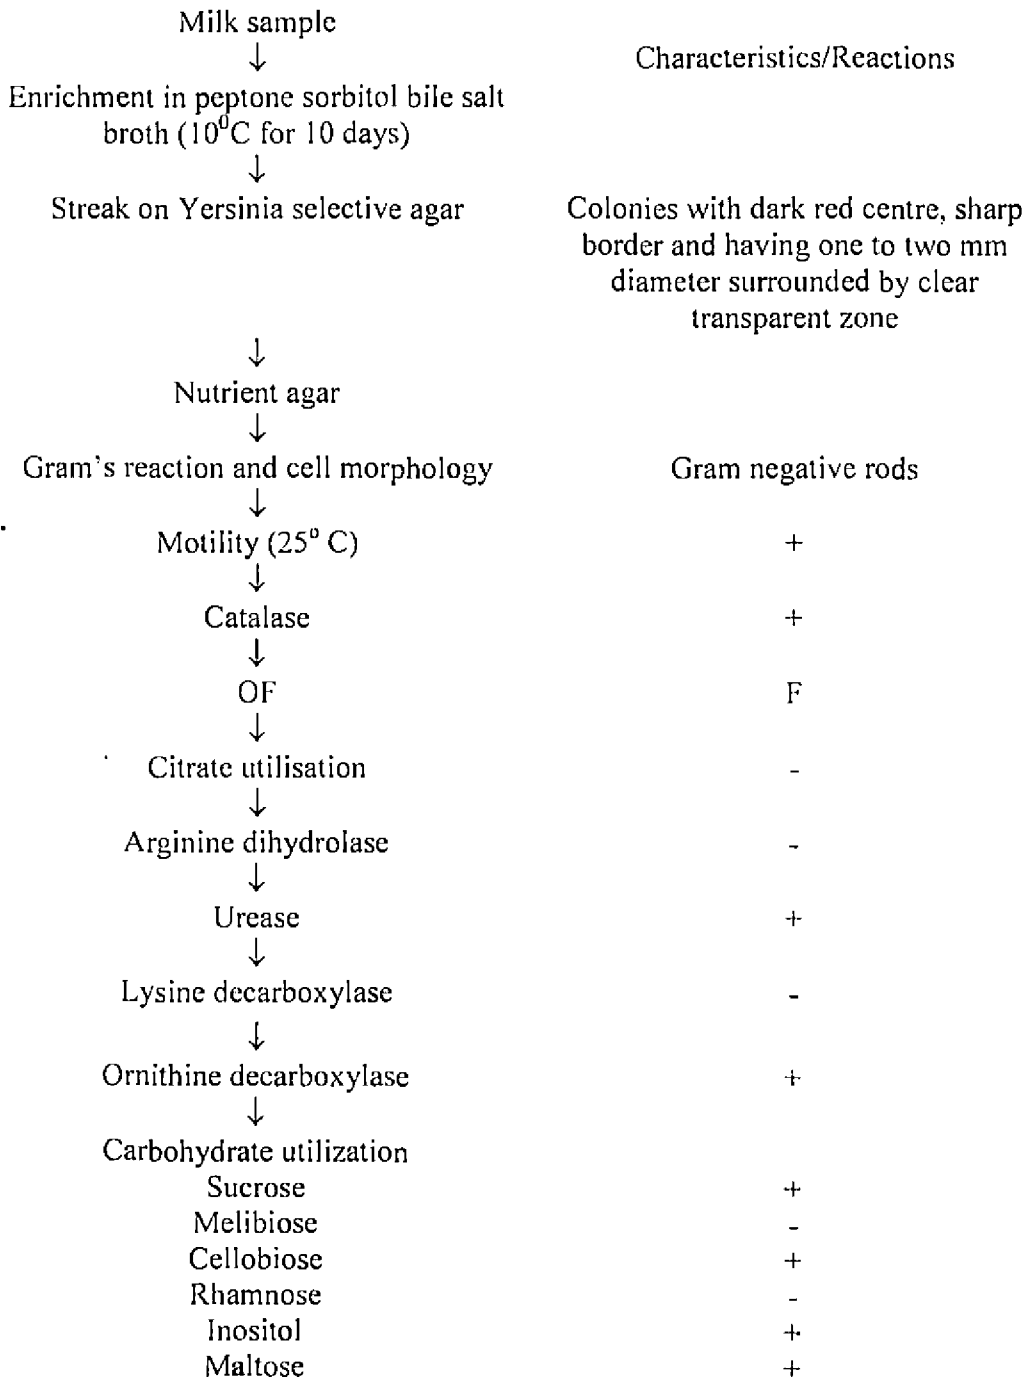 Milk sample
↓
Characteristics/Reactions
Enrichment in peptone sorbitol bile salt
broth (10⁰C for 10 days)
↓
Streak on Yersinia selective agar
Colonies with dark red centre, sharp
border and having one to two mm
diameter surrounded by clear
transparent zone
↓
Nutrient agar
↓
Gram's reaction and cell morphology Gram negative rods
↓
Motility (25⁰ C) +
↓
Catalase +
↓
OF F
↓
Citrate utilisation -
↓
Arginine dihydrolase -
↓
Urease +
↓
Lysine decarboxylase -
↓
Ornithine decarboxylase +
↓
Carbohydrate utilization
Sucrose +
Melibiose -
Cellobiose +
Rhamnose -
Inositol +
Maltose +